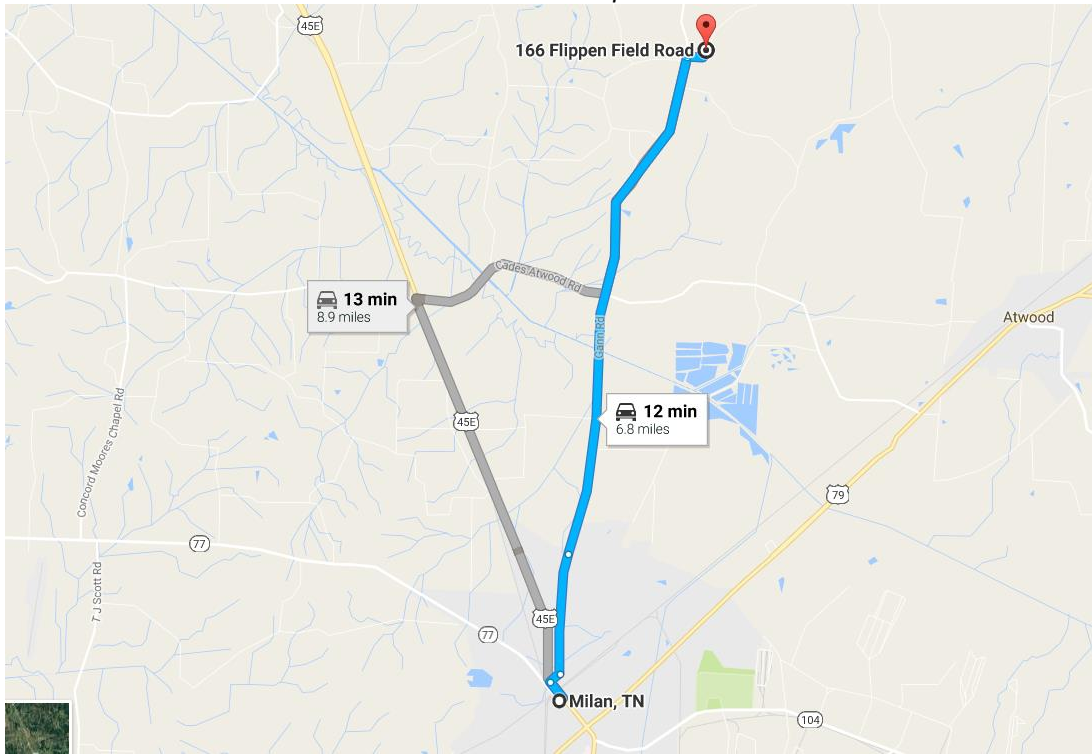 45E
166 Flippen Field Road
Cades Atwood Rd
13 min
8.9 miles
Gann Rd
Atwood
12 min
6.8 miles
45E
Concord Moores Chapel Rd
79
77
T J Scott Rd
45E
77
Milan, TN
104